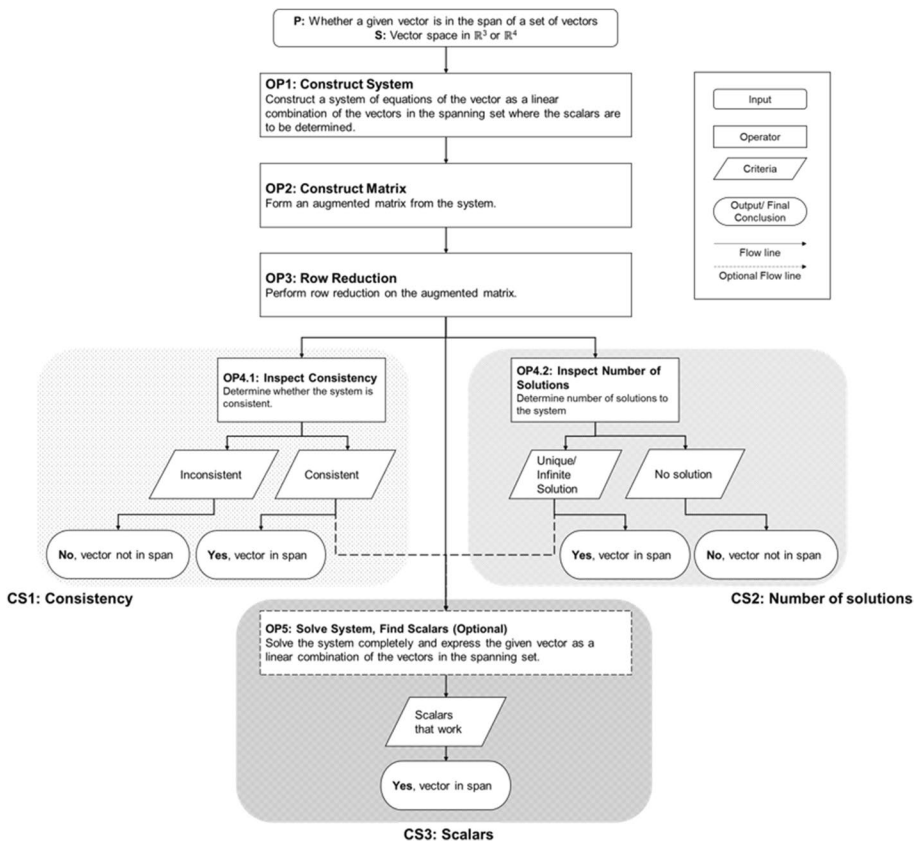 P: Whether a given vector is in the span of a set of vectors
S: Vector space in ℝ³ or ℝ⁴
OP1: Construct System
Construct a system of equations of the vector as a linear
combination of the vectors in the spanning set where the scalars are
to be determined.
OP2: Construct Matrix
Form an augmented matrix from the system.
OP3: Row Reduction
Perform row reduction on the augmented matrix.
Input
Operator
Criteria
Output/ Final
Conclusion
Flow line
Optional Flow line
OP4.1: Inspect Consistency
Determine whether the system is
consistent.
Inconsistent
Consistent
No, vector not in span
Yes, vector in span
CS1: Consistency
OP4.2: Inspect Number of
Solutions
Determine number of solutions to
the system
Unique/
Infinite
Solution
No solution
Yes, vector in span
No, vector not in span
CS2: Number of solutions
OP5: Solve System, Find Scalars (Optional)
Solve the system completely and express the given vector as a
linear combination of the vectors in the spanning set.
Scalars
that work
Yes, vector in span
CS3: Scalars